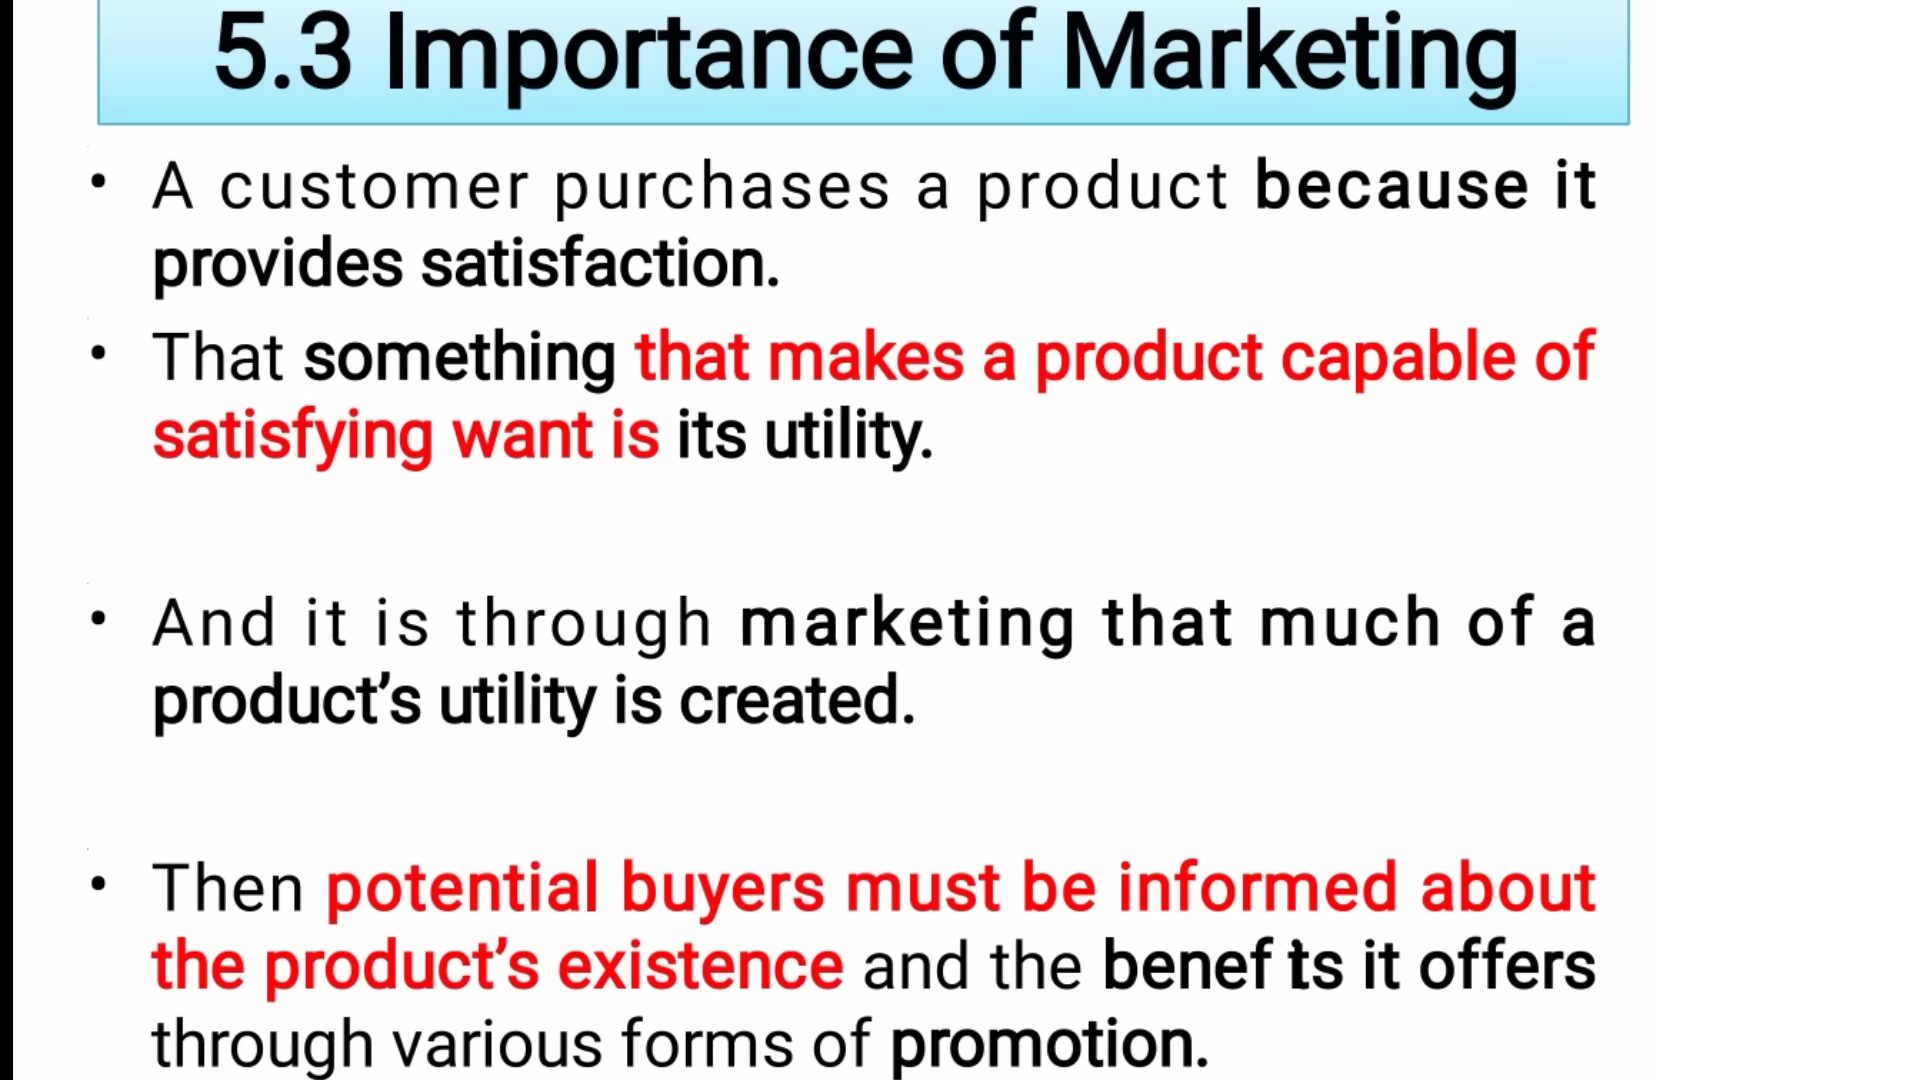 5.3 Importance of Marketing
• A customer purchases a product because it
provides satisfaction.
• That something that makes a product capable of
satisfying want is its utility.
• And it is through marketing that much of a
product’s utility is created.
• Then potential buyers must be informed about
the product’s existence and the benef ts it offers
through various forms of promotion.